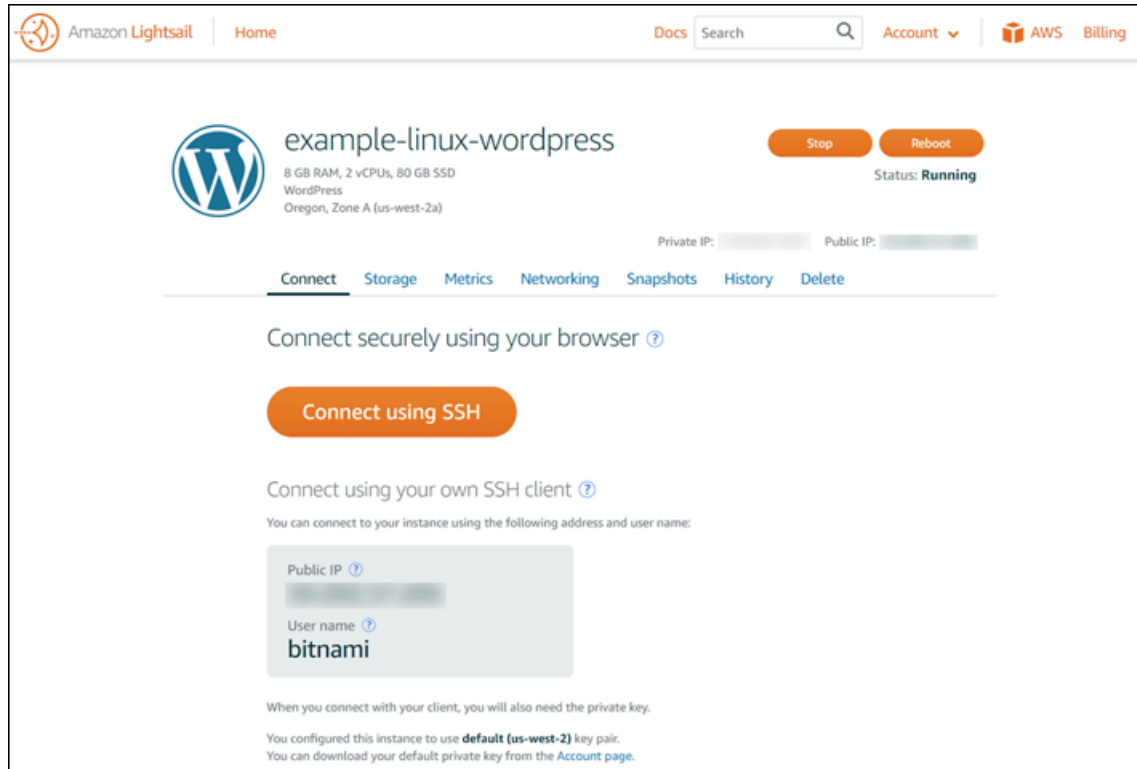 Amazon Lightsail Home Docs Search Account AWS Billing
example-linux-wordpress
Stop Reboot
8 GB RAM, 2 vCPUs, 80 GB SSD
Status: Running
WordPress
Oregon, Zone A (us-west-2a)
Private IP: Public IP:
Connect Storage Metrics Networking Snapshots History Delete
Connect securely using your browser ?
Connect using SSH
Connect using your own SSH client ?
You can connect to your instance using the following address and user name:
Public IP ?
User name ?
bitnami
When you connect with your client, you will also need the private key.
You configured this instance to use default (us-west-2) key pair.
You can download your default private key from the Account page.